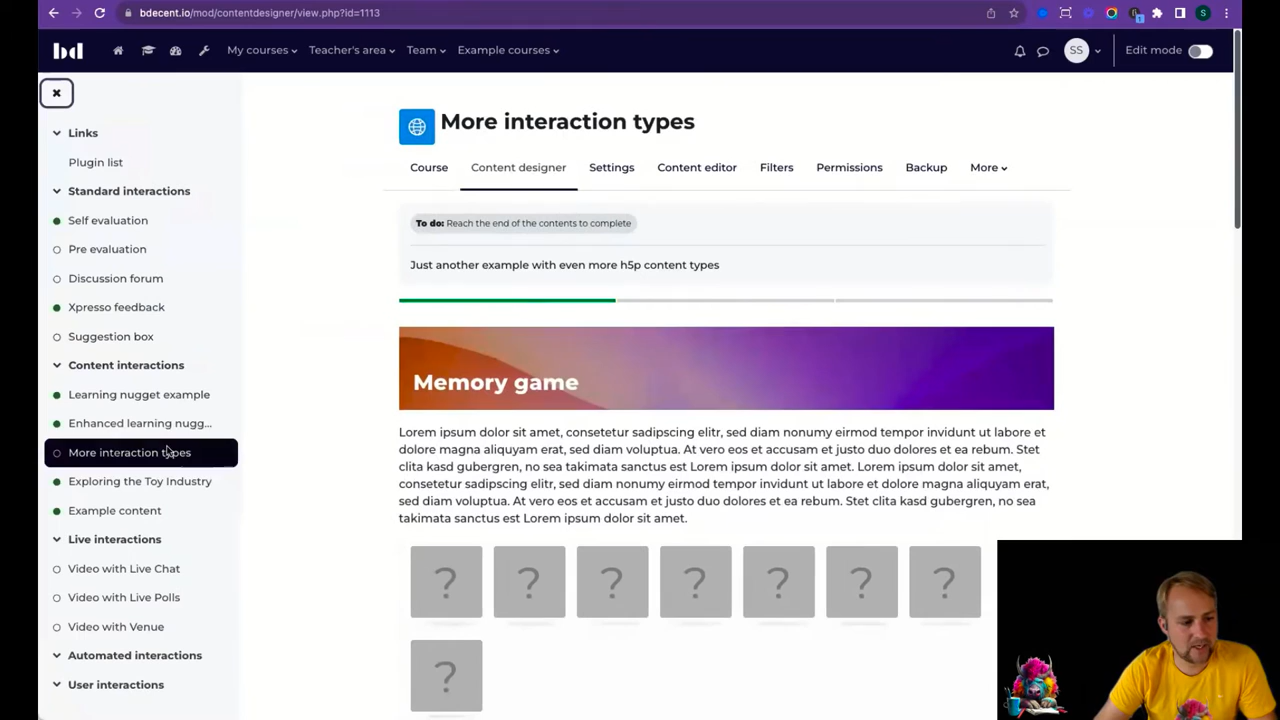 bdecent.io/mod/contentdesigner/view.php?id=1113
S
bd
My courses
Teacher's area
Team
Example courses
SS
Edit mode
Links
Plugin list
Standard interactions
Self evaluation
Pre evaluation
Discussion forum
Xpresso feedback
Suggestion box
Content interactions
Learning nugget example
Enhanced learning nugg...
More interaction types
Exploring the Toy Industry
Example content
Live interactions
Video with Live Chat
Video with Live Polls
Video with Venue
Automated interactions
User interactions
More interaction types
Course
Content designer
Settings
Content editor
Filters
Permissions
Backup
More
To do: Reach the end of the contents to complete
Just another example with even more h5p content types
Memory game
Lorem ipsum dolor sit amet, consetetur sadipscing elitr, sed diam nonumy eirmod tempor invidunt ut labore et
dolore magna aliquyam erat, sed diam voluptua. At vero eos et accusam et justo duo dolores et ea rebum. Stet clita
kasd gubergren, no sea takimata sanctus est Lorem ipsum dolor sit amet. Lorem ipsum dolor sit amet, consetetur
sadipscing elitr, sed diam nonumy eirmod tempor invidunt ut labore et dolore magna aliquyam erat,
sed diam voluptua. At vero eos et accusam et justo duo dolores et ea rebum. Stet clita kasd gubergren, no sea
takimata sanctus est Lorem ipsum dolor sit amet.
? ? ? ? ? ? ?
?